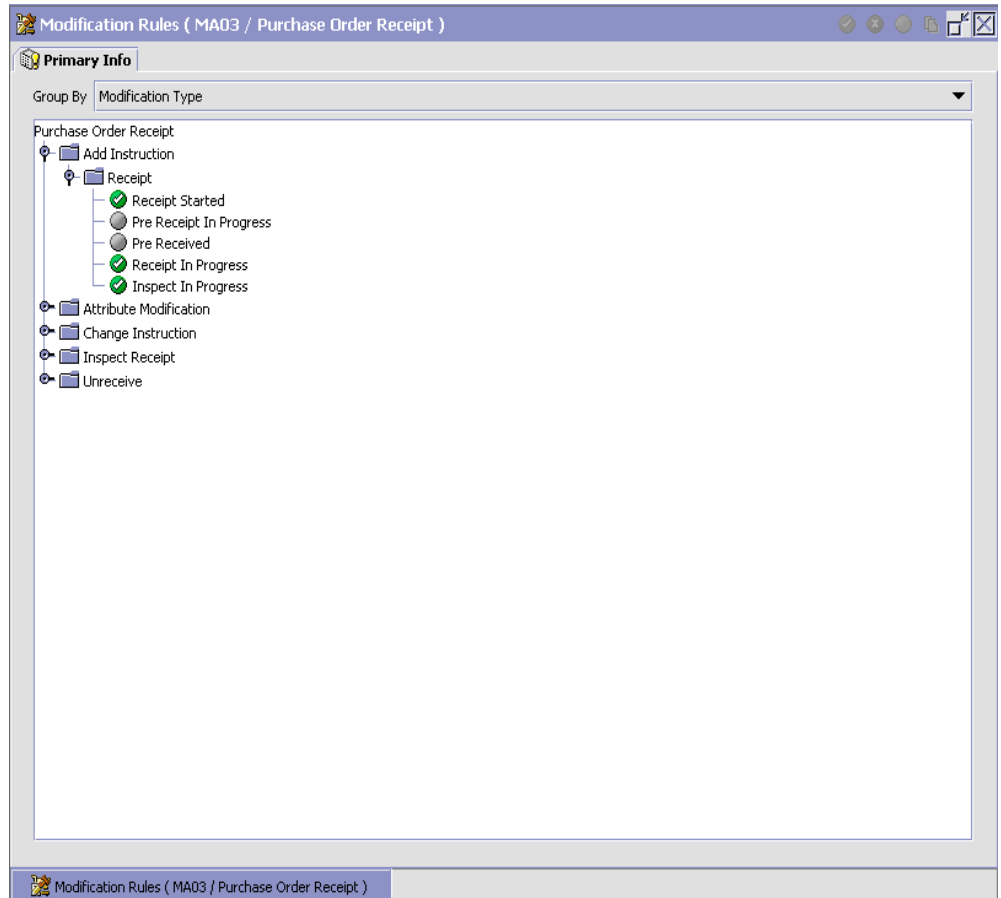 Modification Rules ( MA03 / Purchase Order Receipt )
Primary Info
Group By Modification Type
Purchase Order Receipt
Add Instruction
Receipt
Receipt Started
Pre Receipt In Progress
Pre Received
Receipt In Progress
Inspect In Progress
Attribute Modification
Change Instruction
Inspect Receipt
Unreceive
Modification Rules ( MA03 / Purchase Order Receipt )